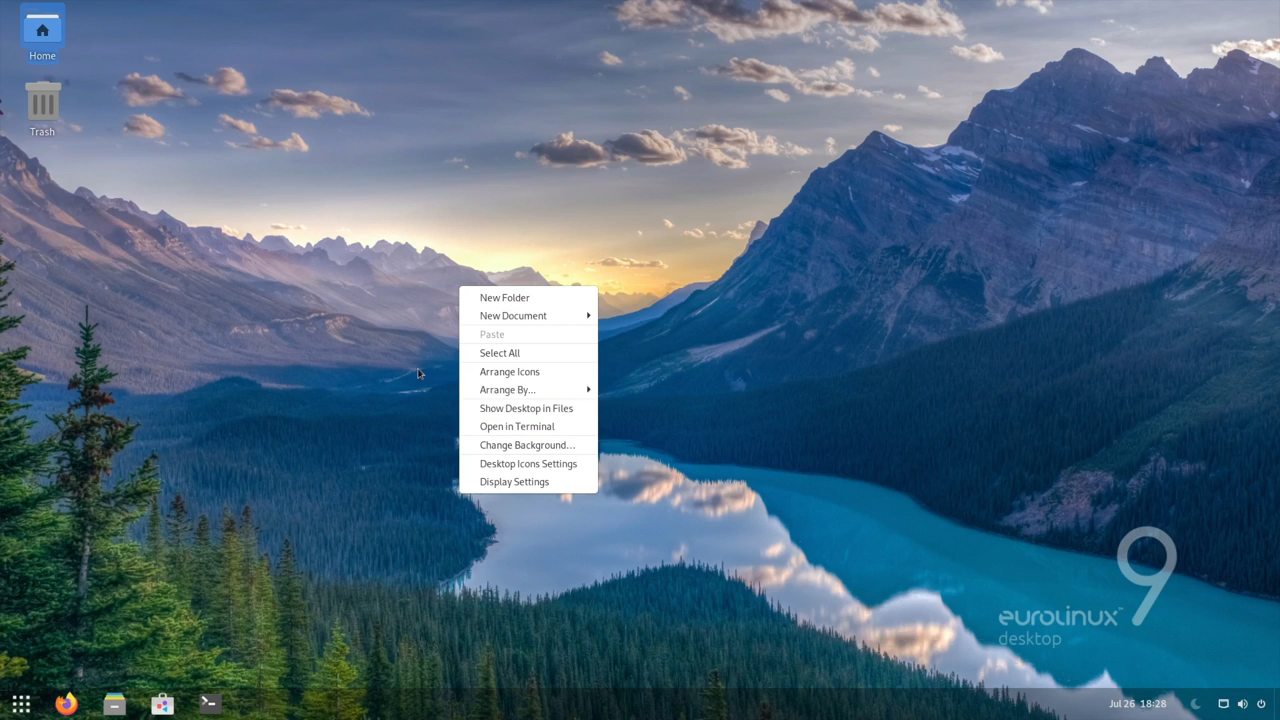 Home
Trash
New Folder
New Document
Paste
Select All
Arrange Icons
Arrange By...
Show Desktop in Files
Open in Terminal
Change Background...
Desktop Icons Settings
Display Settings
eurolinux™ 9
desktop
Jul 26 18:28